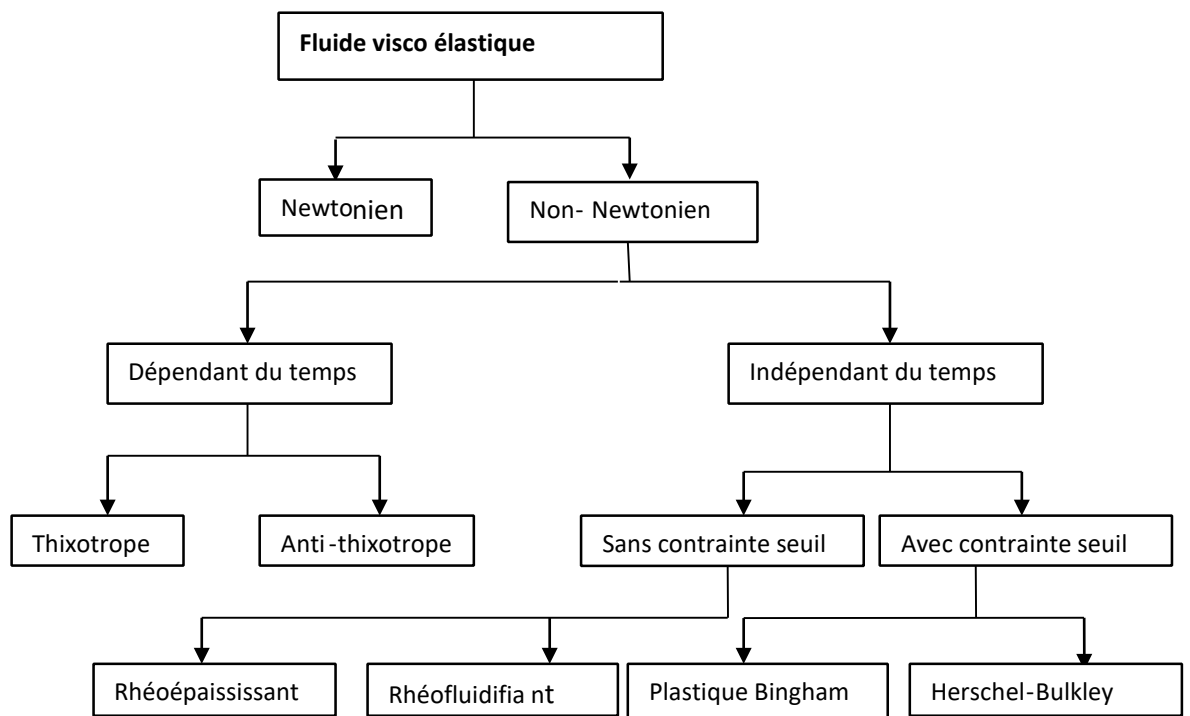 Fluide visco élastique
Newtonien
Non- Newtonien
Dépendant du temps
Indépendant du temps
Thixotrope
Anti-thixotrope
Sans contrainte seuil
Avec contrainte seuil
Rhéoépaississant
Rhéofluidifia nt
Plastique Bingham
Herschel-Bulkley